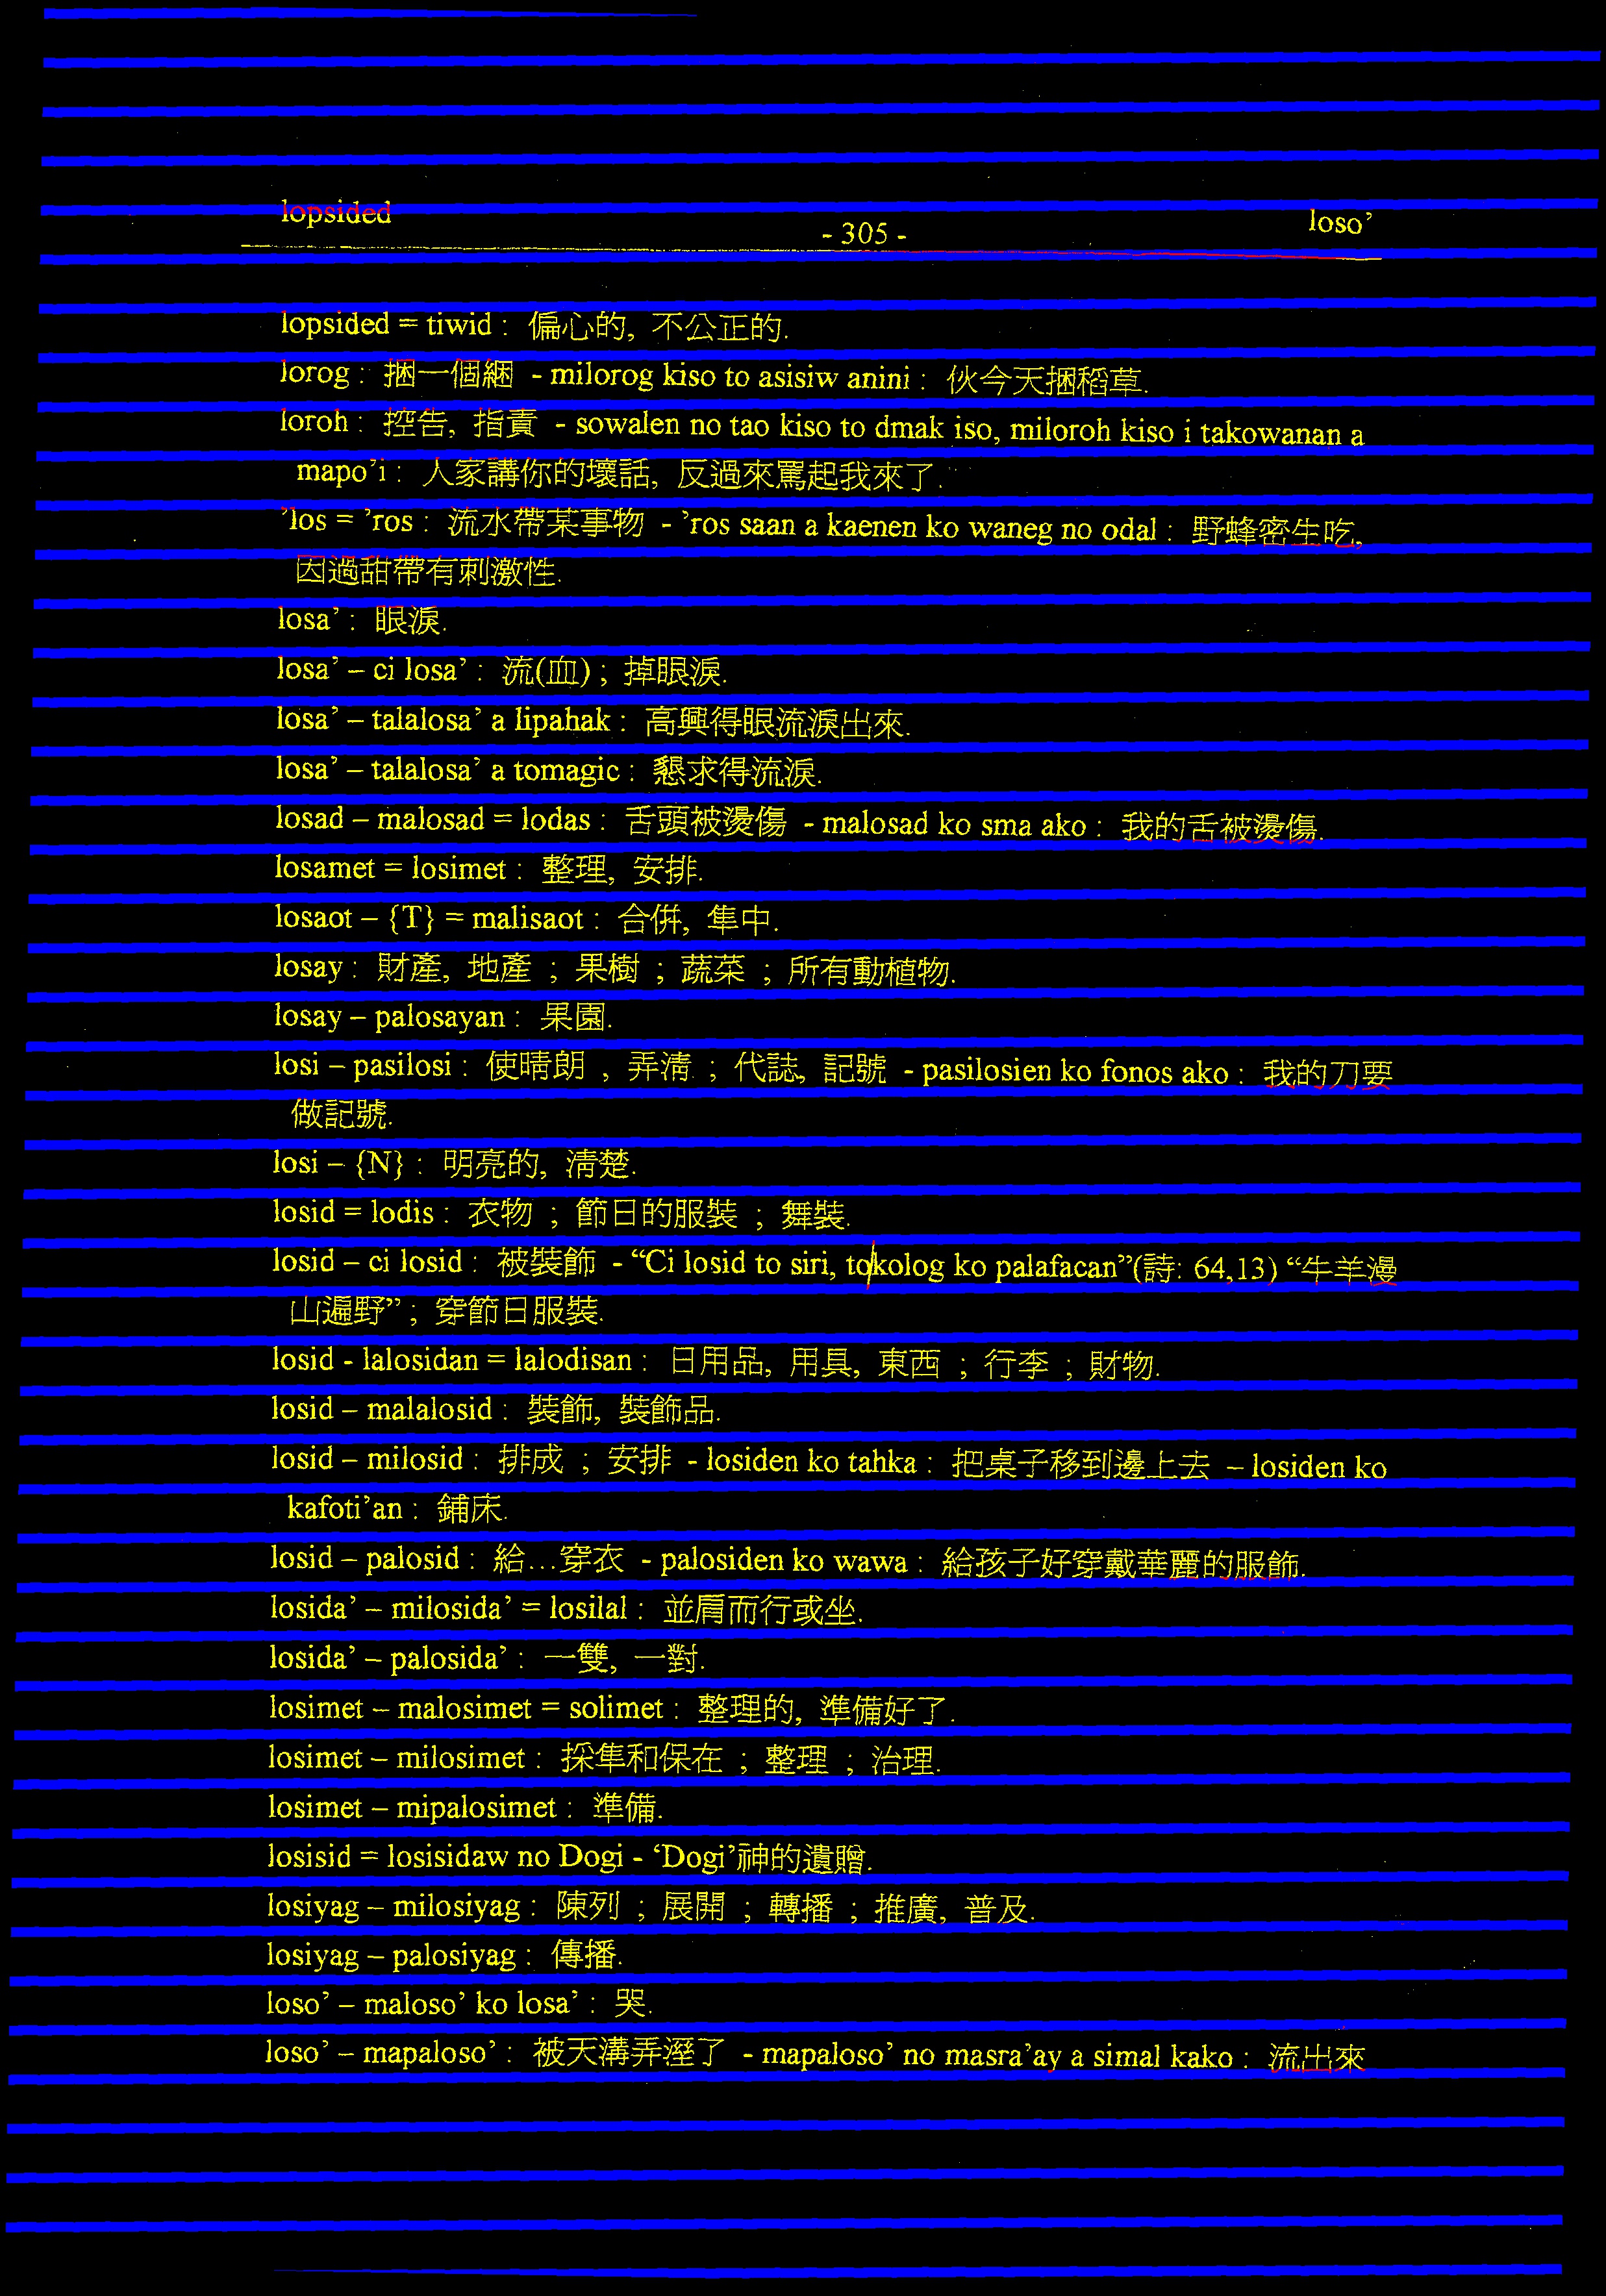 lopsided
- 305 -
loso’
lopsided = tiwid : 偏心的, 不公正的.
lorog : 捆一個綑 - milorog kiso to asisiw anini : 伙今天捆稻草.
loroh : 控告, 指責 - sowalen no tao kiso to dmak iso, miloroh kiso i takowanan a
mapo’i : 人家講你的壞話, 反過來罵起我來了.
’los = ’ros : 流水帶某事物 - ’ros saan a kaenen ko waneg no odal : 野蜂密生吃,
因過甜帶有刺激性.
losa’ : 眼淚.
losa’ – ci losa’ : 流(血) ; 掉眼淚.
losa’ – talalosa’ a lipahak : 高興得眼流淚出來.
losa’ – talalosa’ a tomagic : 懇求得流淚.
losad – malosad = lodas : 舌頭被燙傷 - malosad ko sma ako : 我的舌被燙傷.
losamet = losimet : 整理, 安排.
losaot – {T} = malisaot : 合併, 隼中.
losay : 財產, 地產 ; 果樹 ; 蔬菜 ; 所有動植物.
losay – palosayan : 果園.
losi – pasilosi : 使晴朗 , 弄清 ; 代誌, 記號 - pasilosien ko fonos ako : 我的刀要
做記號.
losi – {N} : 明亮的, 清楚.
losid = lodis : 衣物 ; 節日的服裝 ; 舞裝.
losid – ci losid : 被裝飾 - “Ci losid to siri, to/kolog ko palafacan”(詩: 64,13) “牛羊漫
山遍野” ; 穿節日服裝.
losid - lalosidan = lalodisan : 日用品, 用具, 東西 ; 行李 ; 財物.
losid – malalosid : 裝飾, 裝飾品.
losid – milosid : 排成 ; 安排 - losiden ko tahka : 把桌子移到邊上去 – losiden ko
kafoti’an : 鋪床.
losid – palosid : 給…穿衣 - palosiden ko wawa : 給孩子好穿戴華麗的服飾.
losida’ – milosida’ = losilal : 並肩而行或坐.
losida’ – palosida’ : 一雙, 一對.
losimet – malosimet = solimet : 整理的, 準備好了.
losimet – milosimet : 採隼和保在 ; 整理 ; 治理.
losimet – mipalosimet : 準備.
losisid = losisidaw no Dogi - ‘Dogi’神的遺贈.
losiyag – milosiyag : 陳列 ; 展開 ; 轉播 ; 推廣, 普及.
losiyag – palosiyag : 傳播.
loso’ – maloso’ ko losa’ : 哭.
loso’ – mapaloso’ : 被天溝弄溼了 - mapaloso’ no masra’ay a simal kako : 流出來